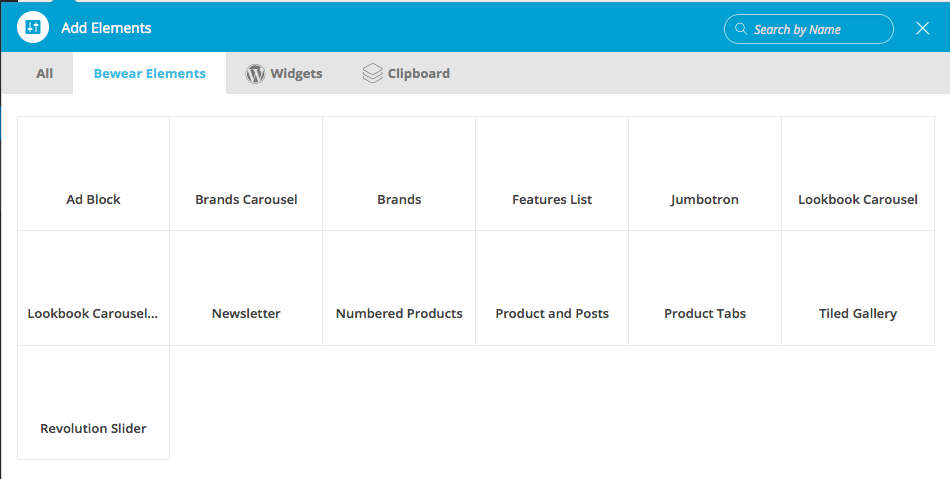 Add Elements
Search by Name
All
Bewear Elements
Widgets
Clipboard
Ad Block
Brands Carousel
Brands
Features List
Jumbotron
Lookbook Carousel
Lookbook Carousel...
Newsletter
Numbered Products
Product and Posts
Product Tabs
Tiled Gallery
Revolution Slider